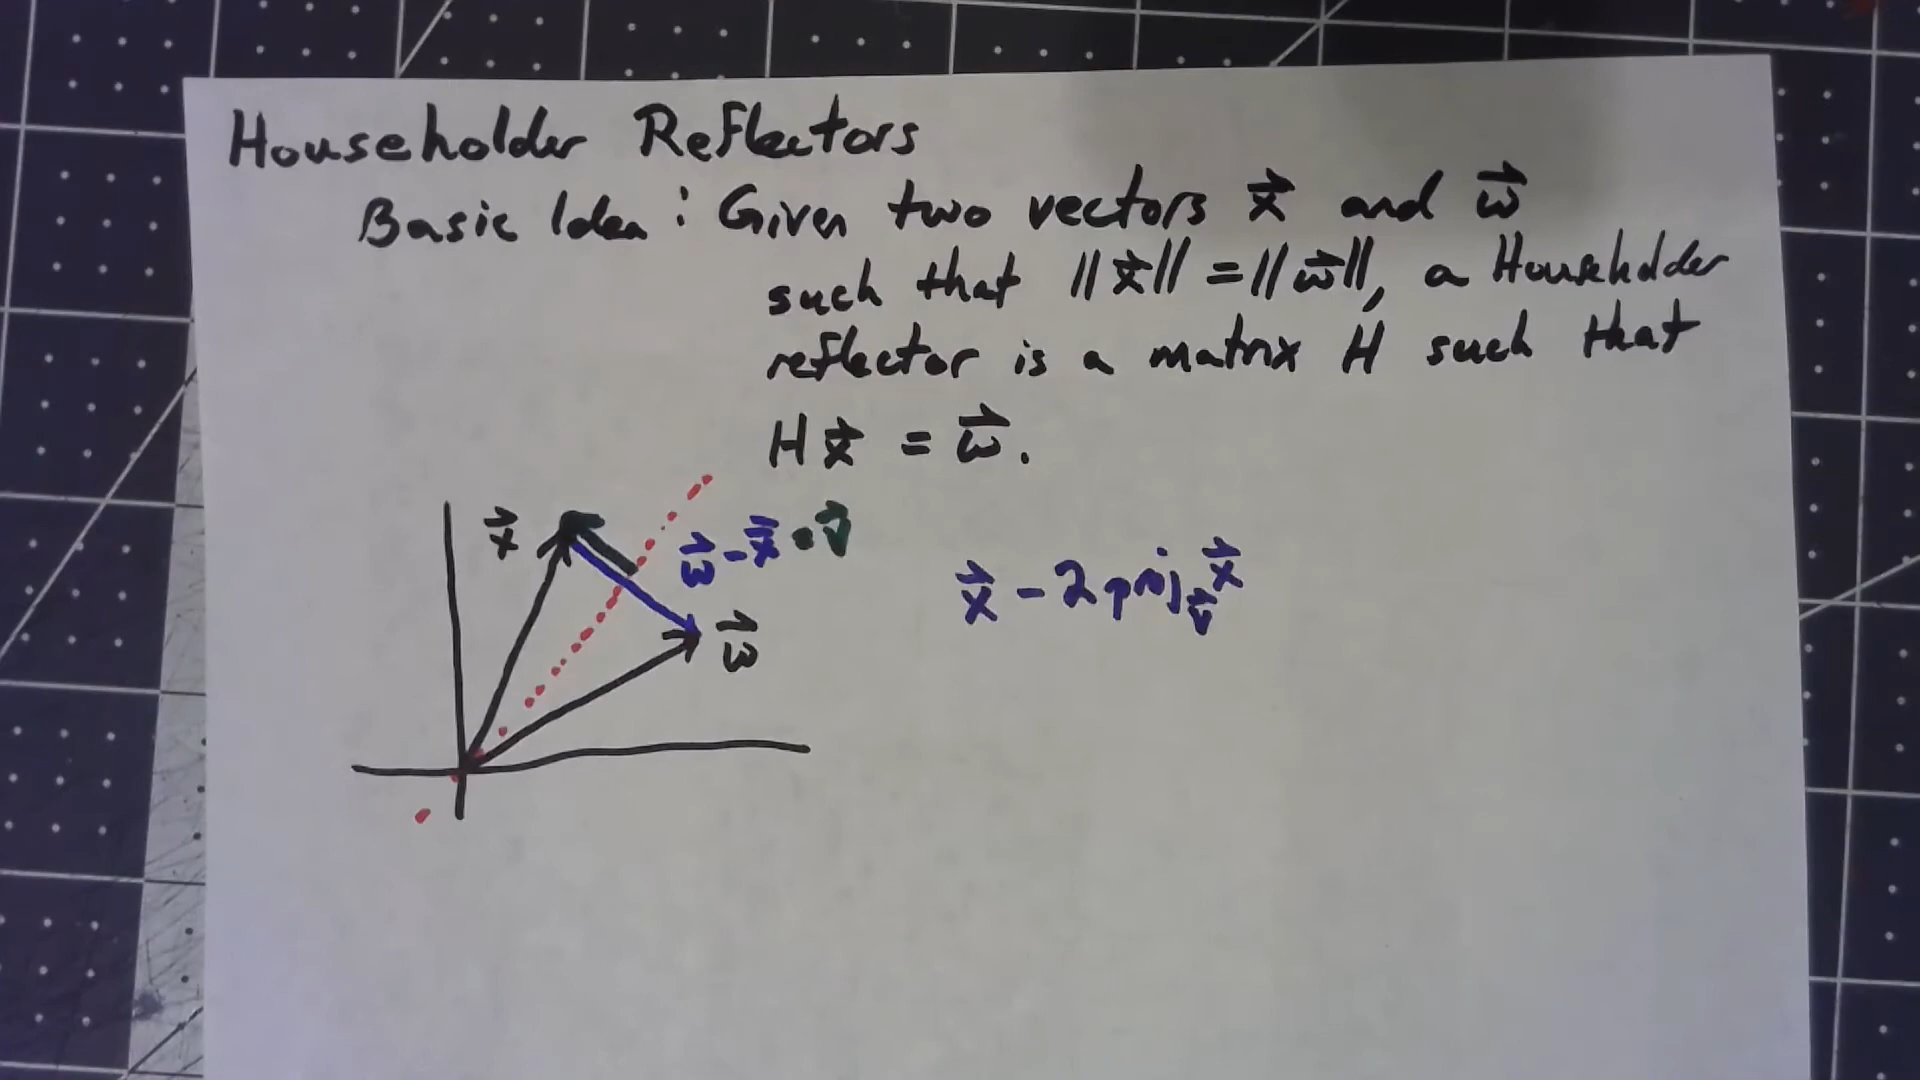 Householder Reflectors
Basic Idea : Given two vectors x⃗ and w⃗
such that ||x⃗|| = ||w⃗||, a Householder
reflector is a matrix H such that
Hx⃗ = w⃗.
x⃗
w⃗ - x⃗ = v⃗
x⃗ - 2 proj_v⃗ x⃗
w⃗